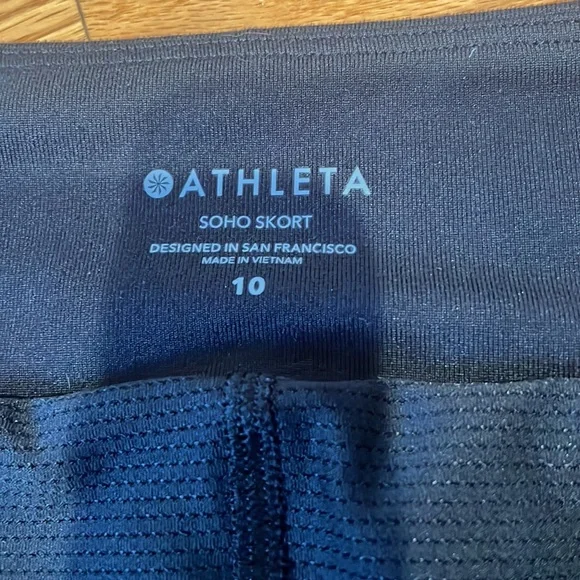 ATHLETA
SOHO SKORT
DESIGNED IN SAN FRANCISCO
MADE IN VIETNAM
10